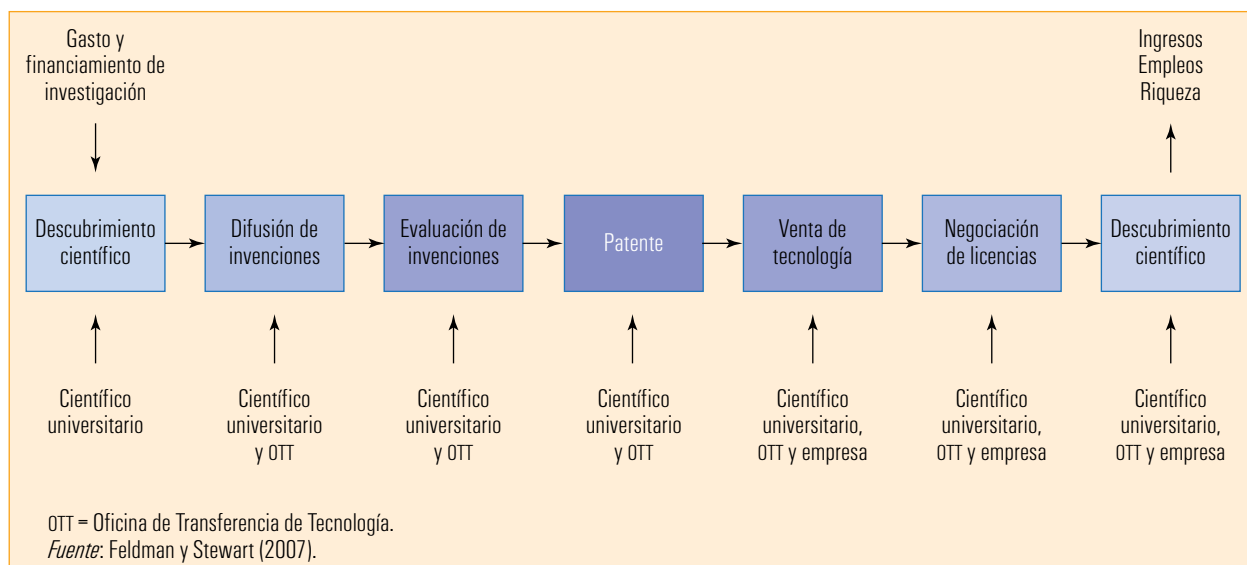 Gasto y
financiamiento de
investigación
Ingresos
Empleos
Riqueza
Descubrimiento
científico
Difusión de
invenciones
Evaluación de
invenciones
Patente
Venta de
tecnología
Negociación
de licencias
Descubrimiento
científico
Científico
universitario
Científico
universitario
y OTT
Científico
universitario
y OTT
Científico
universitario
y OTT
Científico
universitario,
OTT y empresa
Científico
universitario,
OTT y empresa
Científico
universitario,
OTT y empresa
OTT = Oficina de Transferencia de Tecnología.
Fuente: Feldman y Stewart (2007).